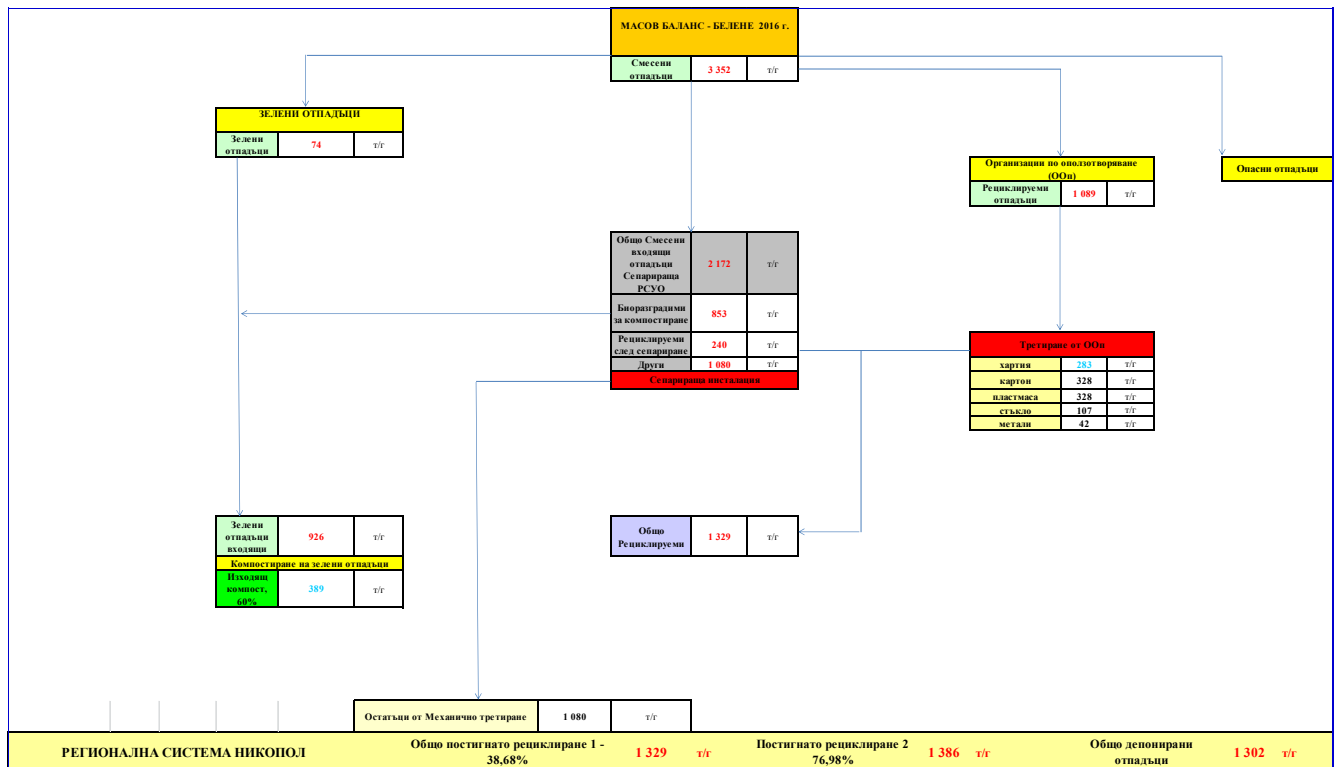 МАСОВ БАЛАНС - БЕЛЕНЕ 2016 г.
Смесени
отпадъци
3 352
т/г
ЗЕЛЕНИ ОТПАДЪЦИ
Зелени
отпадъци
74
т/г
Организации по оползотворяване
(ООп)
Рециклируеми
отпадъци
1 089
т/г
Опасни отпадъци
Общо Смесени
входящи
отпадъци
Сепарираща
РСУО
2 172
т/г
Биоразградими
за компостиране
853
т/г
Рециклируеми
след сепариране
240
т/г
Други
1 080
т/г
Сепарираща инсталация
Третиране от ООп
хартия
283
т/г
картон
328
т/г
пластмаса
328
т/г
стъкло
107
т/г
метали
42
т/г
Зелени
отпадъци
входящи
926
т/г
Компостиране на зелени отпадъци
Изходящ
компост,
60%
389
т/г
Общо
Рециклируеми
1 329
т/г
Остатъци от Механично третиране
1 080
т/г
РЕГИОНАЛНА СИСТЕМА НИКОПОЛ
Общо постигнато рециклиране 1 -
38,68%
1 329
т/г
Постигнато рециклиране 2
76,98%
1 386
т/г
Общо депонирани
отпадъци
1 302
т/г